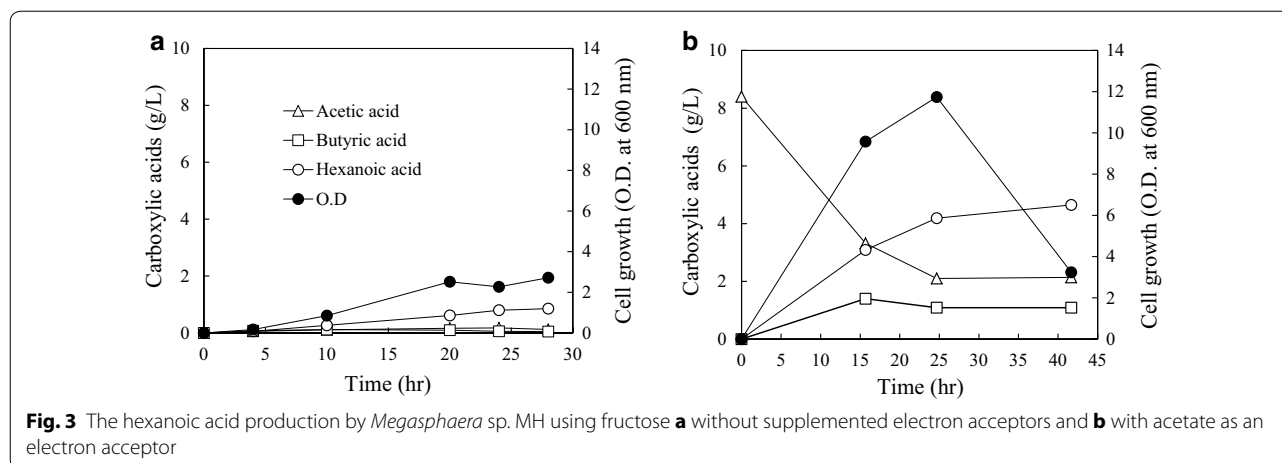 a
10
8
6
4
2
0
Carboxylic acids (g/L)
Acetic acid
Butyric acid
Hexanoic acid
O.D
14
12
10
8
6
4
2
0
Cell growth (O.D. at 600 nm)
0 5 10 15 20 25 30
Time (hr)
b
10
8
6
4
2
0
Carboxylic acids (g/L)
14
12
10
8
6
4
2
0
Cell growth (O.D. at 600 nm)
0 5 10 15 20 25 30 35 40 45
Time (hr)
Fig. 3 The hexanoic acid production by Megasphaera sp. MH using fructose a without supplemented electron acceptors and b with acetate as an
electron acceptor